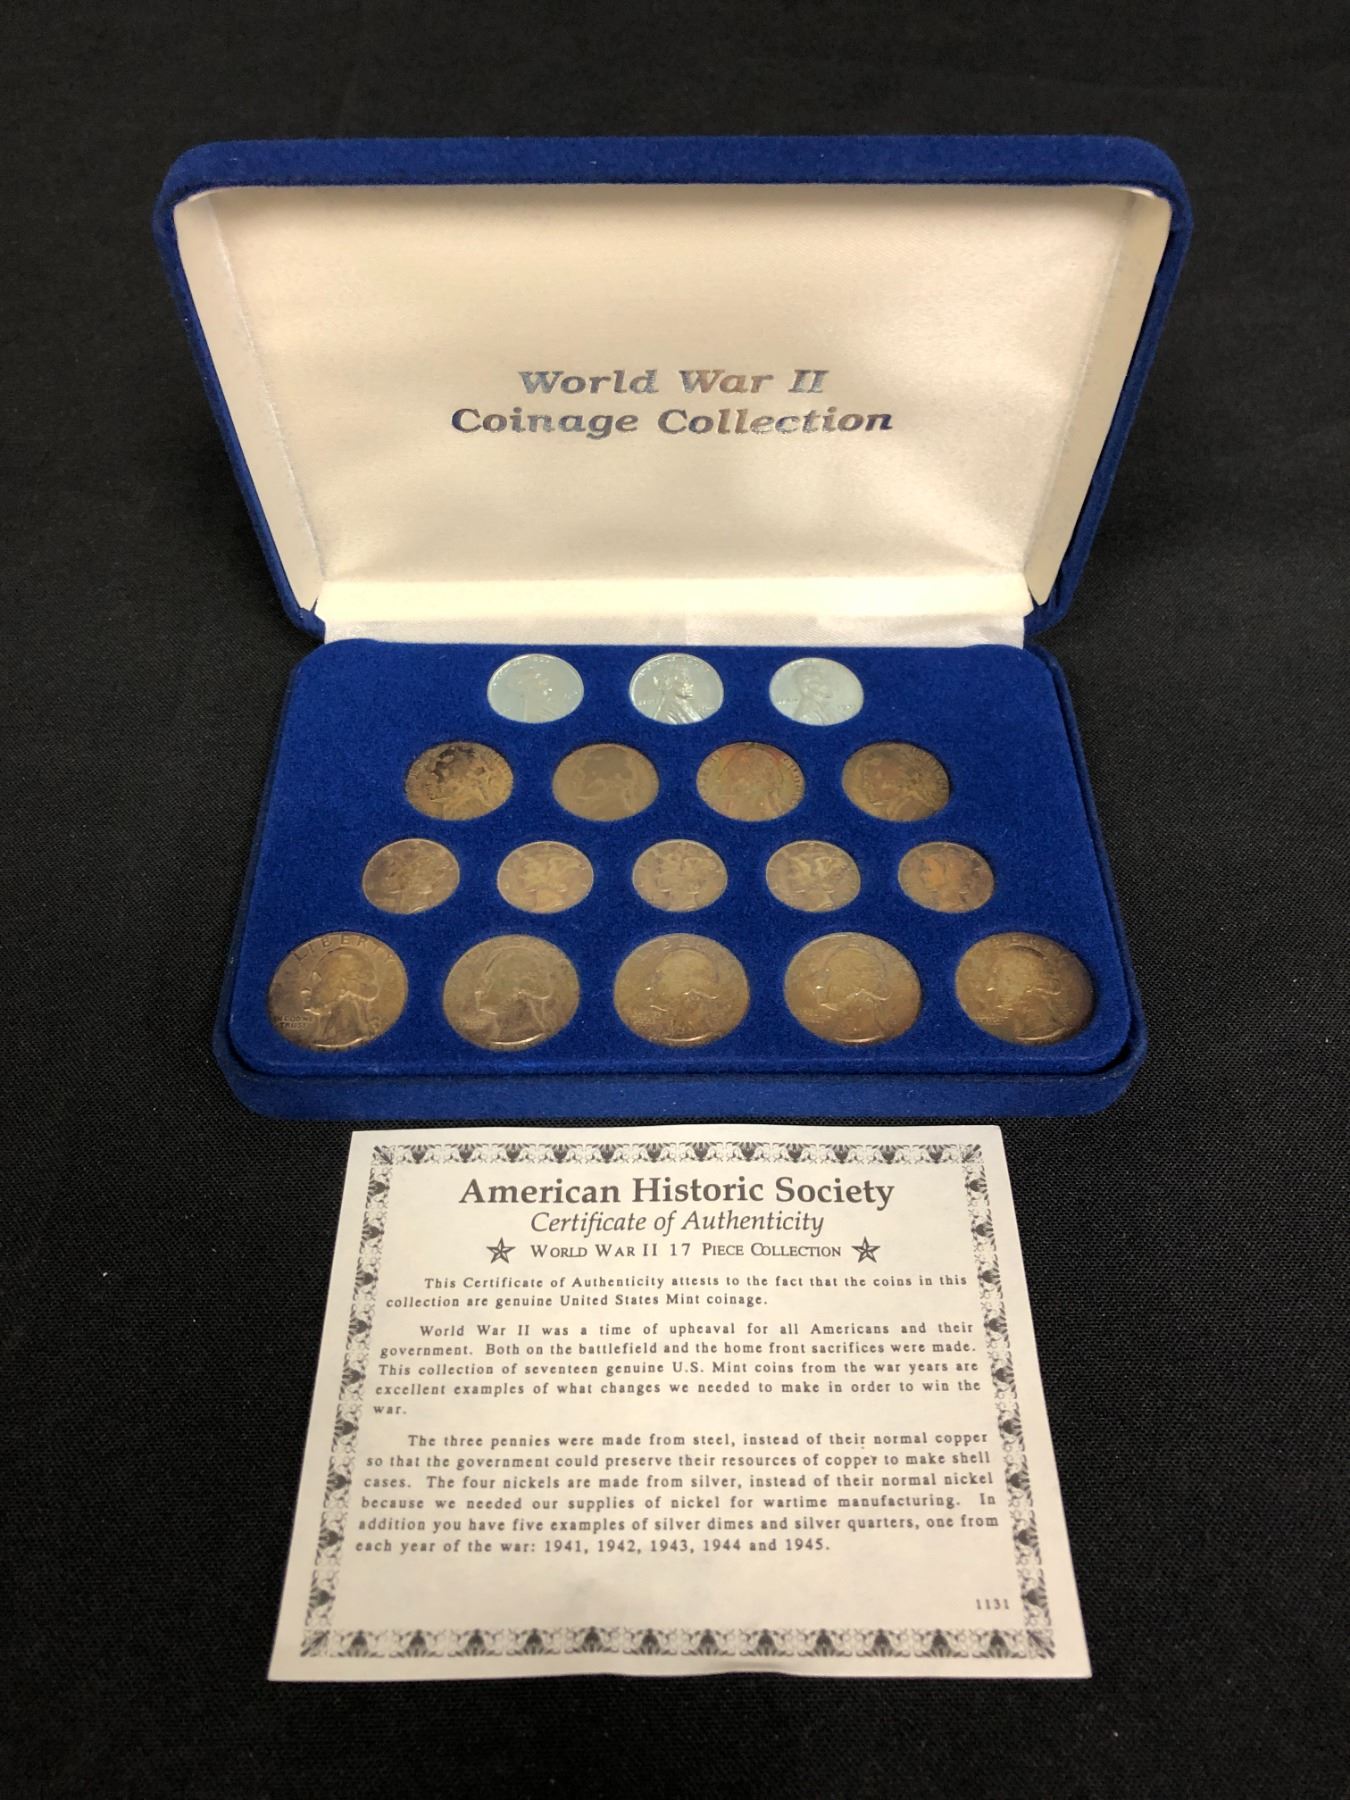 World War II
Coinage Collection
LIBERTY
American Historic Society
Certificate of Authenticity
WORLD WAR II 17 PIECE COLLECTION
This Certificate of Authenticity attests to the fact that the coins in this
collection are genuine United States Mint coinage.
World War II was a time of upheaval for all Americans and their
government. Both on the battlefield and the home front sacrifices were made.
This collection of seventeen genuine U.S. Mint coins from the war years are
excellent examples of what changes we needed to make in order to win the
war.
The three pennies were made from steel, instead of their normal copper
so that the government could preserve their resources of copper to make shell
cases. The four nickels are made from silver, instead of their normal nickel
because we needed our supplies of nickel for wartime manufacturing. In
addition you have five examples of silver dimes and silver quarters, one from
each year of the war: 1941, 1942, 1943, 1944 and 1945.
1131